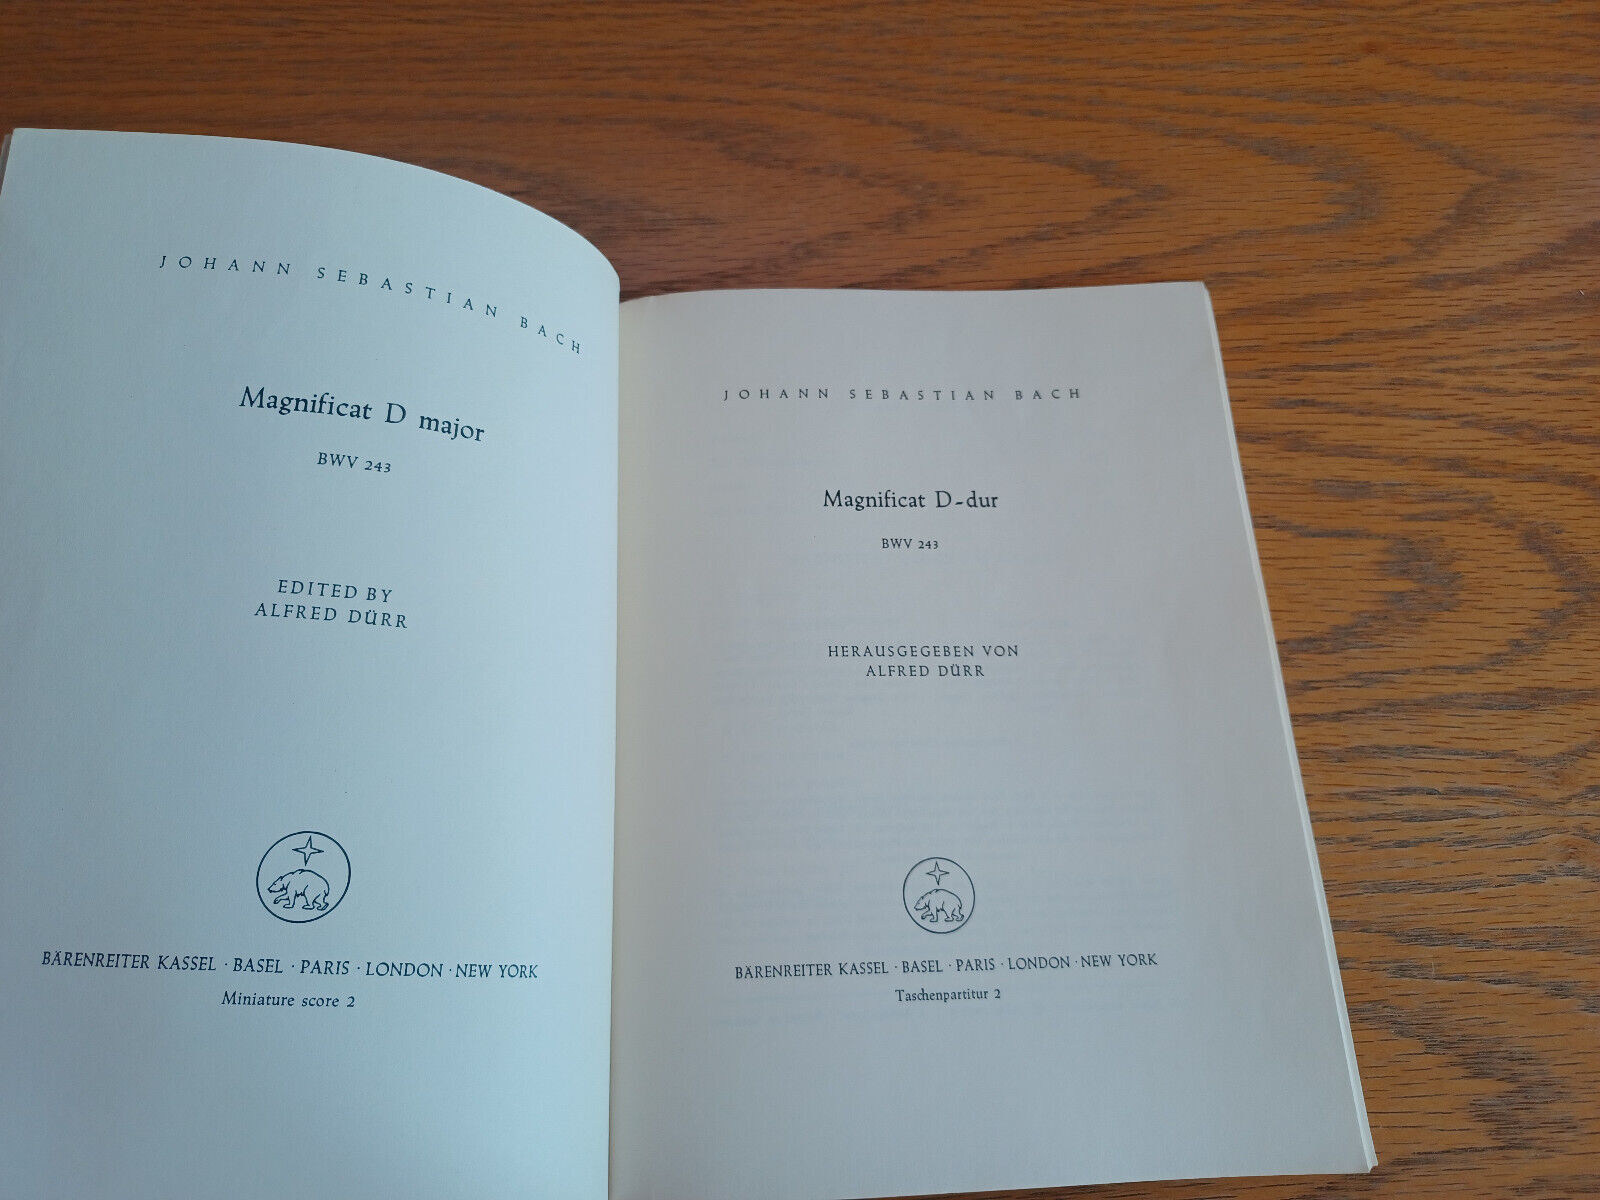 JOHANN SEBASTIAN BACH
Magnificat D major
BWV 243
EDITED BY
ALFRED DÜRR
BÄRENREITER KASSEL · BASEL · PARIS · LONDON · NEW YORK
Miniature score 2
JOHANN SEBASTIAN BACH
Magnificat D-dur
BWV 243
HERAUSGEGEBEN VON
ALFRED DÜRR
BÄRENREITER KASSEL · BASEL · PARIS · LONDON · NEW YORK
Taschenpartitur 2